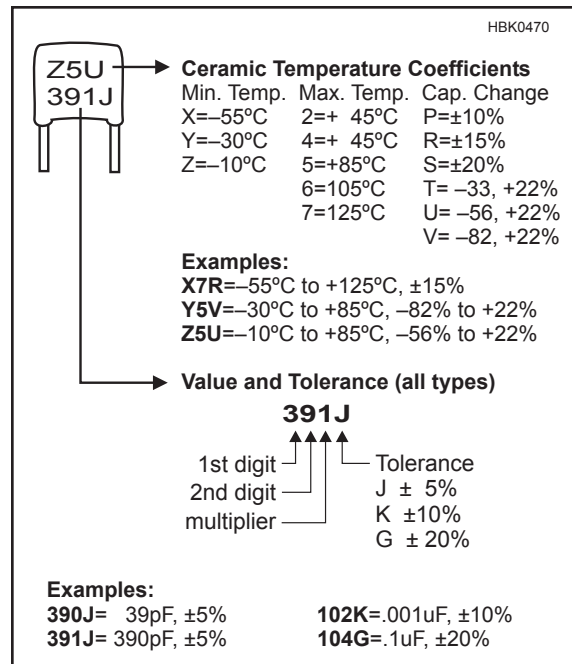 HBK0470
Z5U
391J
Ceramic Temperature Coefficients
Min. Temp. Max. Temp. Cap. Change
X=–55ºC 2=+ 45ºC P=±10%
Y=–30ºC 4=+ 45ºC R=±15%
Z=–10ºC 5=+85ºC S=±20%
6=105ºC T= –33, +22%
7=125ºC U= –56, +22%
V= –82, +22%
Examples:
X7R=–55ºC to +125ºC, ±15%
Y5V=–30ºC to +85ºC, –82% to +22%
Z5U=–10ºC to +85ºC, –56% to +22%
Value and Tolerance (all types)
391J
1st digit
2nd digit
multiplier
Tolerance
J ± 5%
K ±10%
G ± 20%
Examples:
390J= 39pF, ±5% 102K=.001uF, ±10%
391J= 390pF, ±5% 104G=.1uF, ±20%